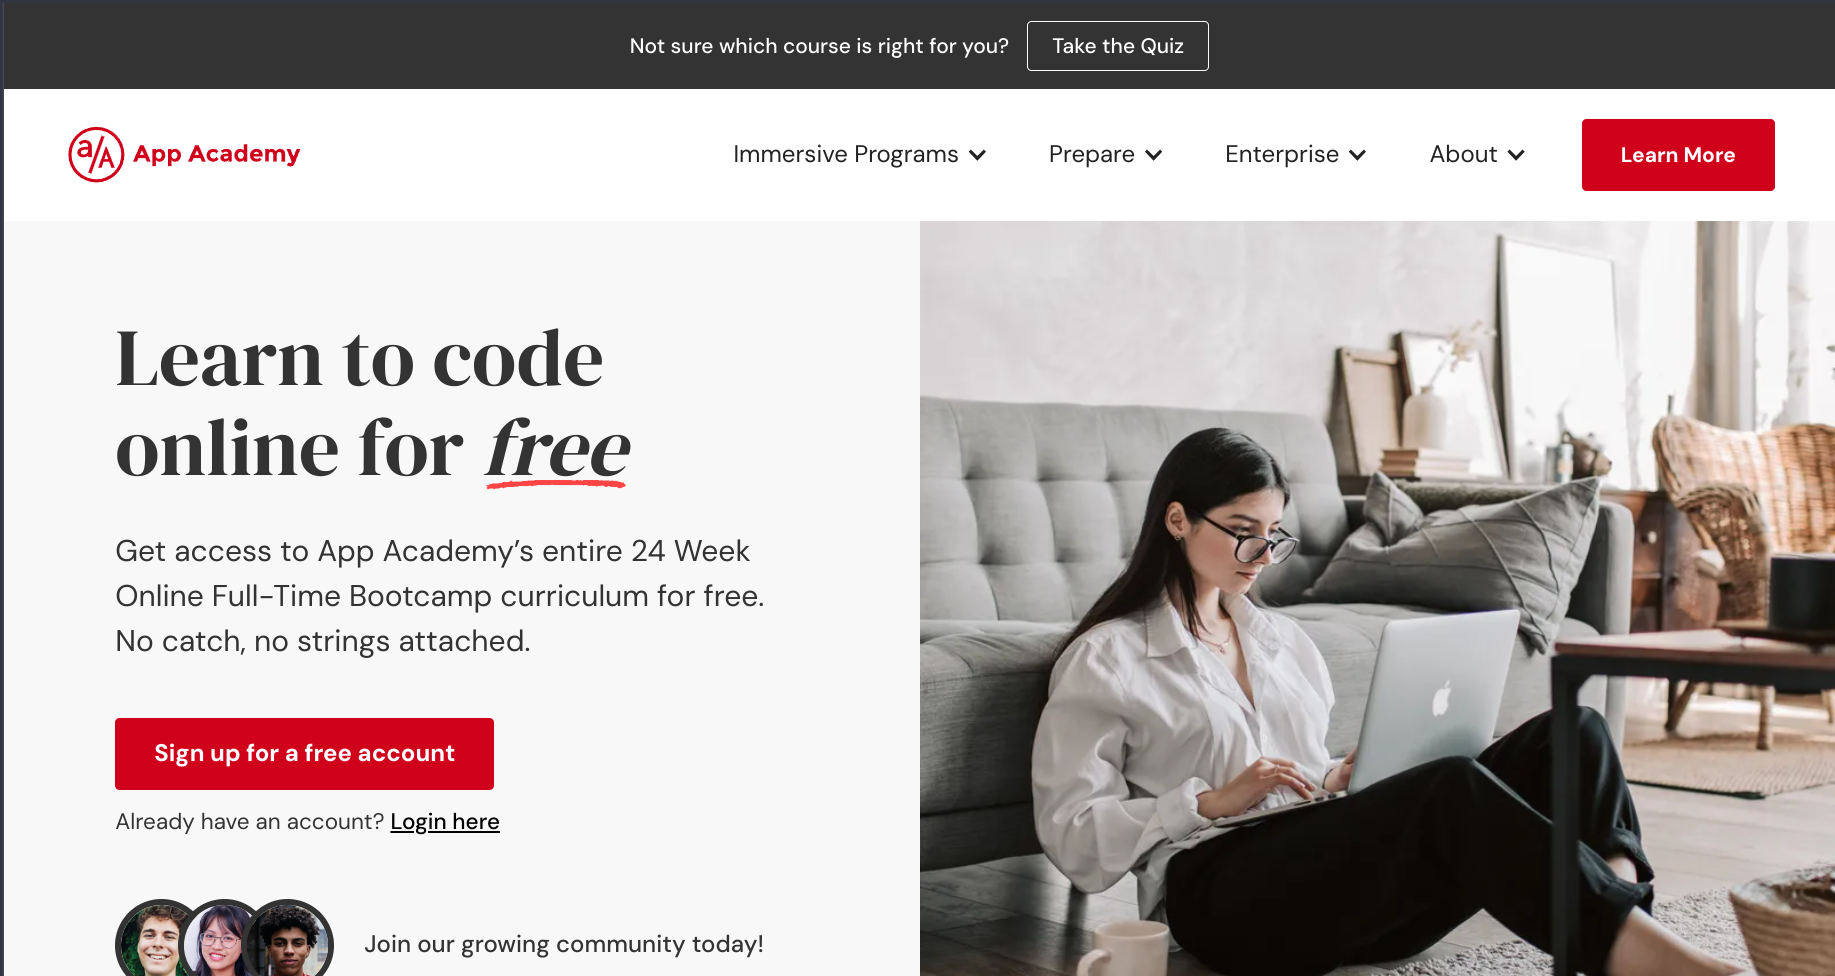 Not sure which course is right for you? Take the Quiz
a/A App Academy Immersive Programs Prepare Enterprise About Learn More
Learn to code
online for free
Get access to App Academy’s entire 24 Week
Online Full-Time Bootcamp curriculum for free.
No catch, no strings attached.
Sign up for a free account
Already have an account? Login here
Join our growing community today!